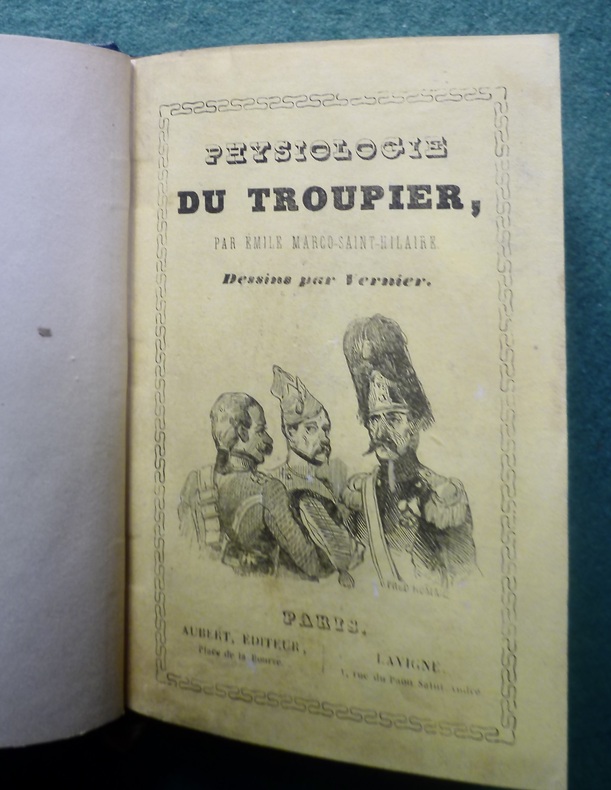 PHYSIOLOGIE
DU TROUPIER,
PAR ÉMILE MARCO-SAINT-HILAIRE
Dessins par Vernier.
PARIS.
AUBERT, EDITEUR,
Place de la Bourse.
LAVIGNE,
1, rue du Paon Saint-André